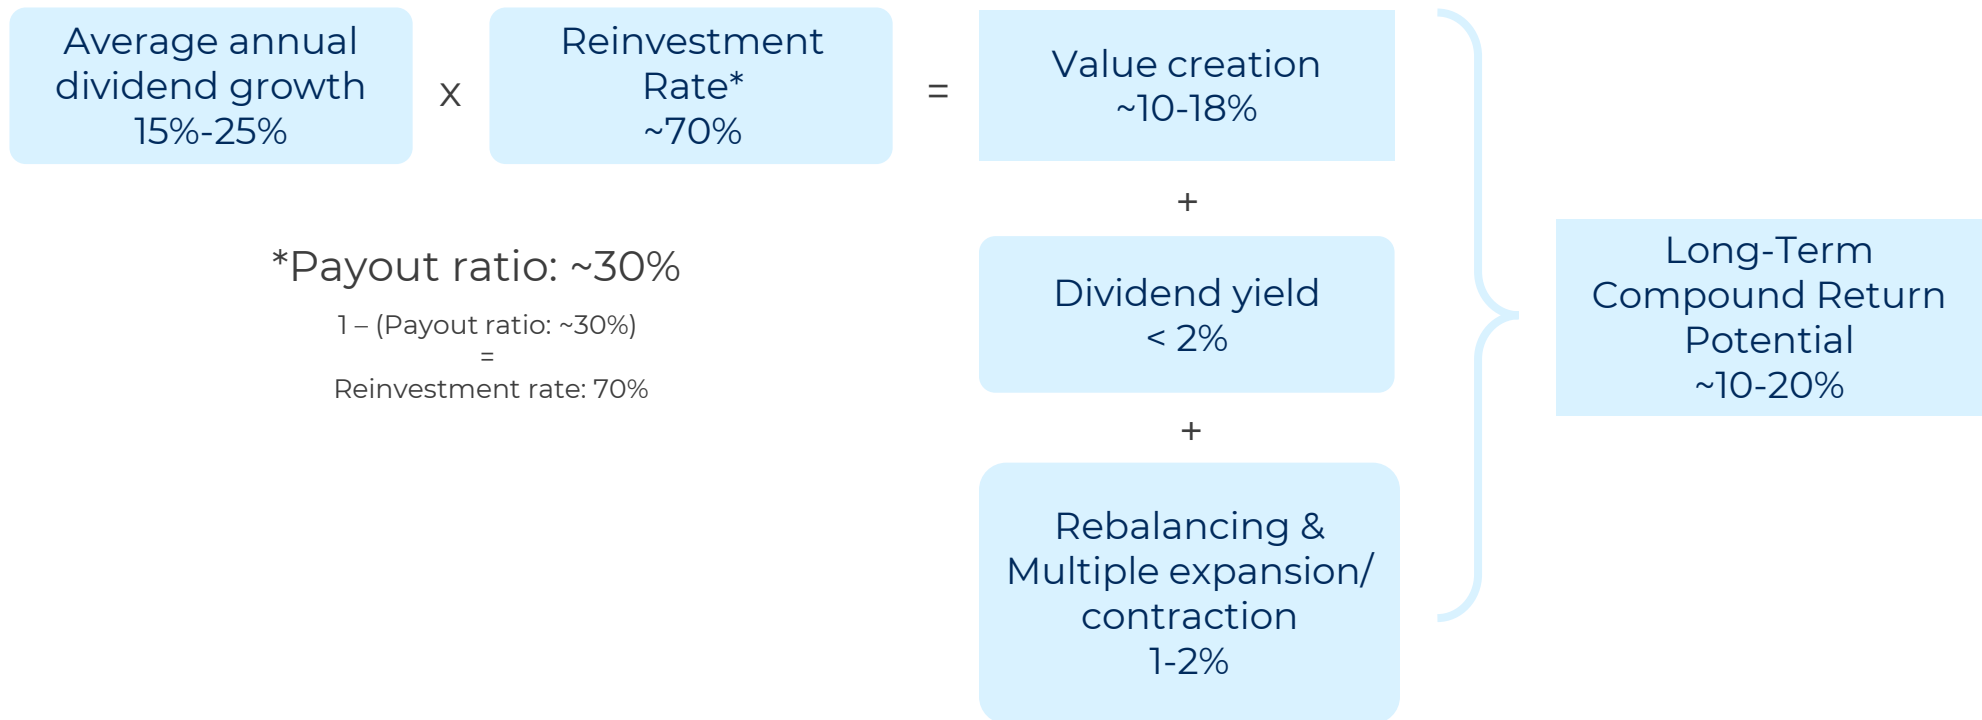 Average annual
dividend growth
15%-25%
x
Reinvestment
Rate*
~70%
=
Value creation
~10-18%
+
*Payout ratio: ~30%
1 – (Payout ratio: ~30%)
=
Reinvestment rate: 70%
Dividend yield
< 2%
+
Rebalancing &
Multiple expansion/
contraction
1-2%
Long-Term
Compound Return
Potential
~10-20%